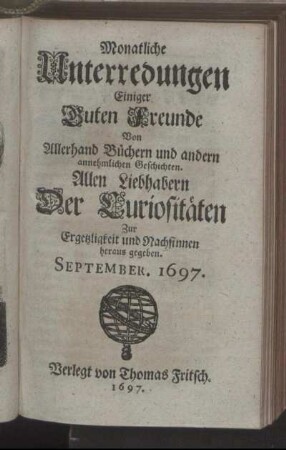 Monatliche
Unterredungen
Einiger
Guten Freunde
Von
Allerhand Büchern und andern
annehmlichen Geschichten.
Allen Liebhabern
Der Curiositäten
Zur
Ergetzligkeit und Nachsinnen
heraus gegeben.
SEPTEMBER. 1697.
Verlegt von Thomas Fritsch.
1697.